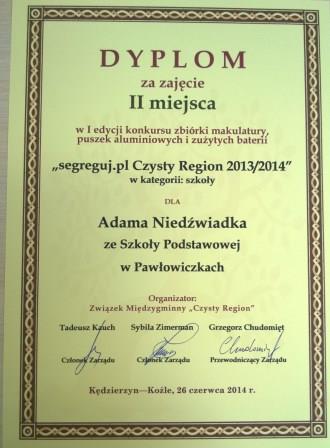 DYPLOM
za zajęcie
II miejsca
w I edycji konkursu zbiórki makulatury,
puszek aluminiowych i zużytych baterii
„segreguj.pl Czysty Region 2013/2014”
w kategorii: szkoły
DLA
Adama Niedźwiadka
ze Szkoły Podstawowej
w Pawłowiczkach
Organizator:
Związek Międzygminny „Czysty Region”
Tadeusz Kauch Sybila Zimerman Grzegorz Chudomięt
Członek Zarządu Członek Zarządu Przewodniczący Zarządu
Kędzierzyn—Koźle, 26 czerwca 2014 r.